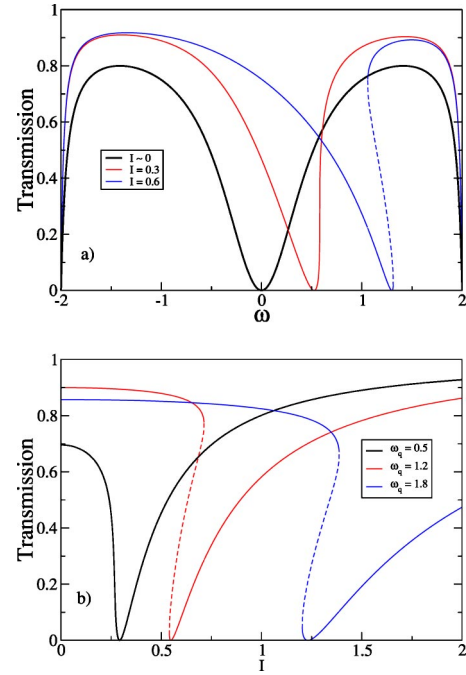 1
0.8
0.6
0.4
0.2
0
Transmission
I ~ 0
I = 0.3
I = 0.6
a)
-2 -1 0 1 2
ω
1
0.8
0.6
0.4
0.2
0
Transmission
ω_q = 0.5
ω_q = 1.2
ω_q = 1.8
b)
0 0.5 1 1.5 2
I